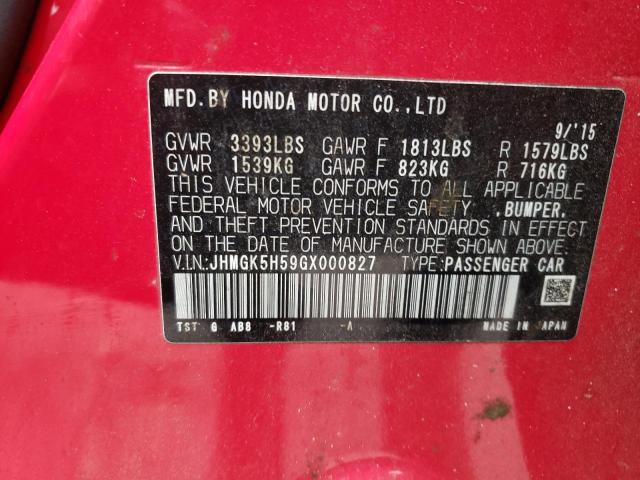 MFD.BY HONDA MOTOR CO.,LTD
9/'15
GVWR 3393LBS GAWR F 1813LBS R 1579LBS
GVWR 1539KG GAWR F 823KG R 716KG
THIS VEHICLE CONFORMS TO ALL APPLICABLE
FEDERAL MOTOR VEHICLE SAFETY ,BUMPER,
AND THEFT PREVENTION STANDARDS IN EFFECT
ON THE DATE OF MANUFACTURE SHOWN ABOVE.
V.I.N:JHMGK5H59GX000827 TYPE:PASSENGER CAR
TST G AB8 -R81 -A MADE IN JAPAN